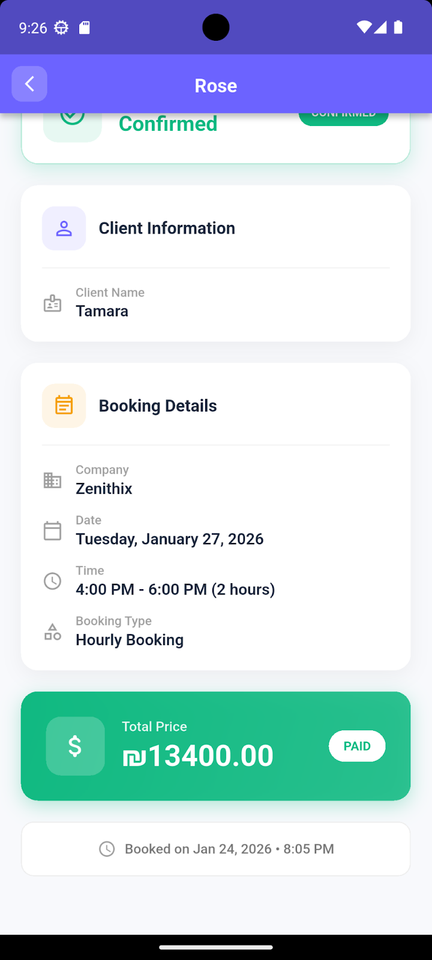 9:26
Rose
Confirmed
CONFIRMED
Client Information
Client Name
Tamara
Booking Details
Company
Zenithix
Date
Tuesday, January 27, 2026
Time
4:00 PM - 6:00 PM (2 hours)
Booking Type
Hourly Booking
Total Price
₪13400.00
PAID
Booked on Jan 24, 2026 • 8:05 PM